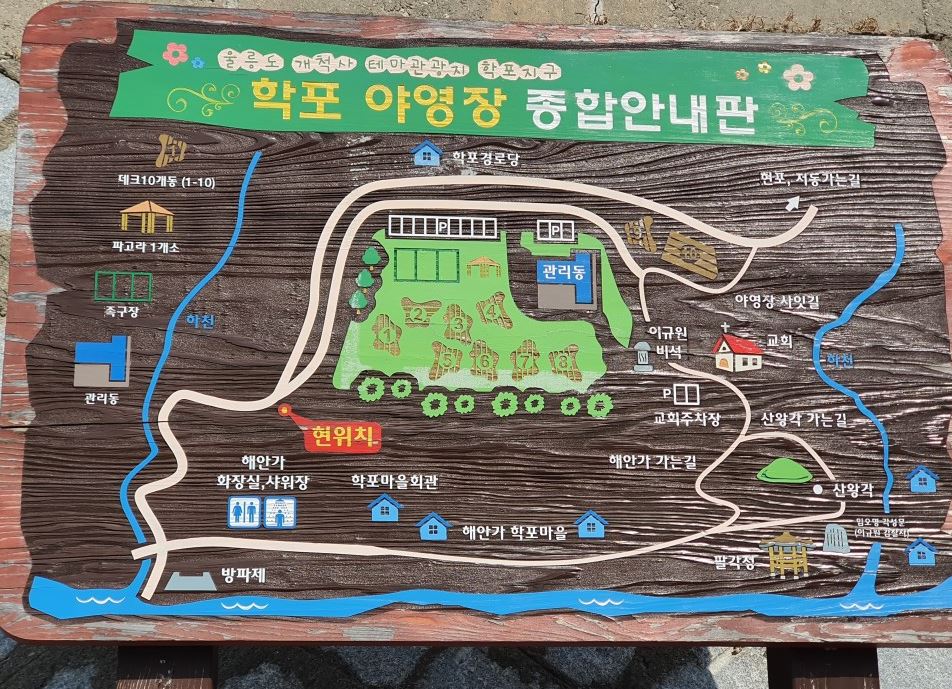 울릉도 개척사 테마관광지 학포지구
학포 야영장 종합안내판
데크10개동 (1-10)
파고라 1개소
족구장
관리동
하천
학포경로당
P
P
관리동
현포, 저동가는길
1
2
3
4
5
6
7
8
10
야영장 사잇길
이규원
비석
교회
하천
P
교회주차장
산왕각 가는길
현위치
해안가
화장실,샤워장
학포마을회관
해안가 가는길
산왕각
해안가 학포마을
임오명 각석문
팔각정
방파제